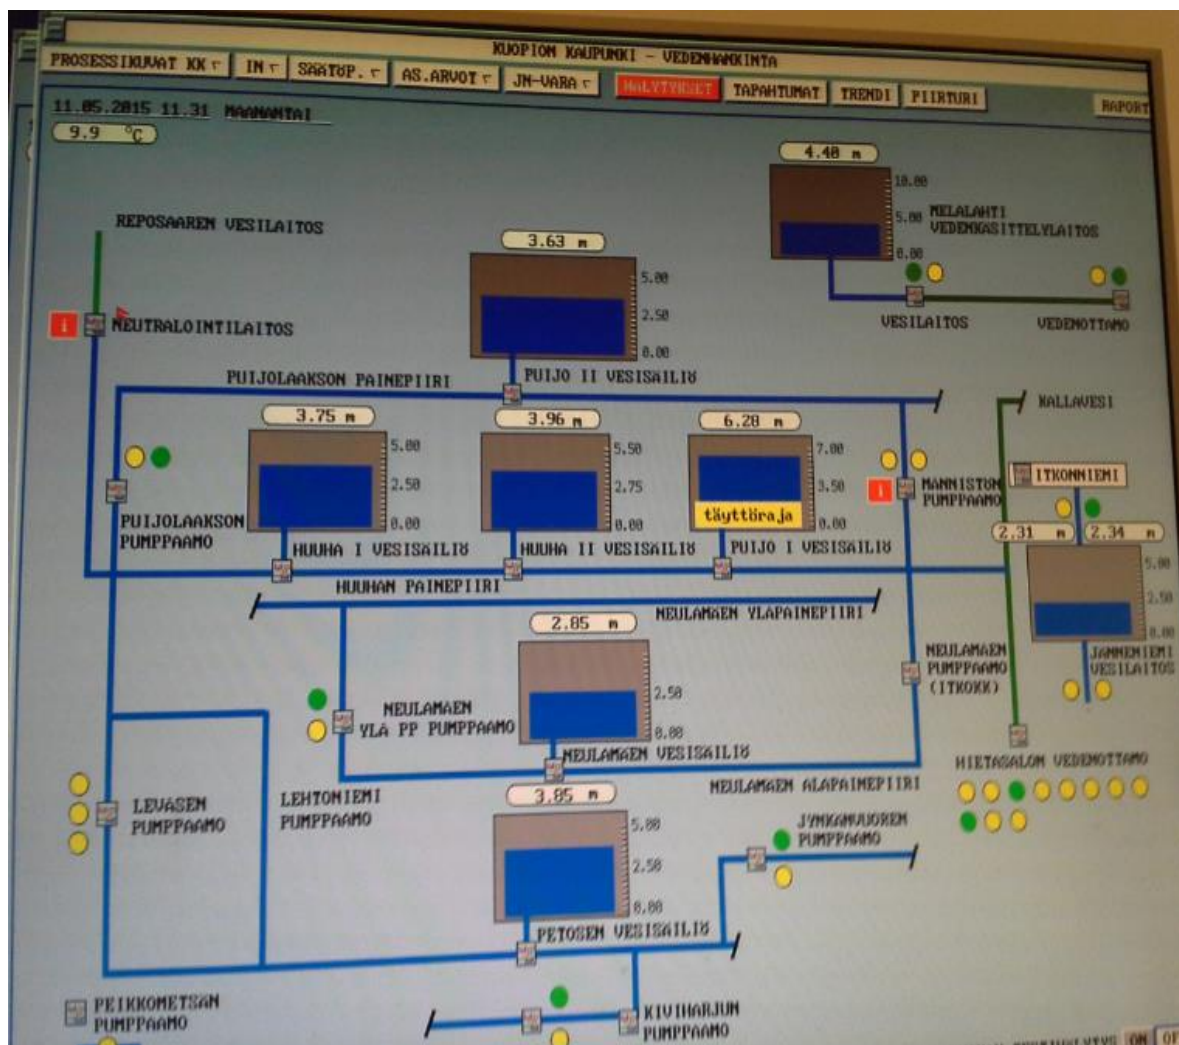 KUOPION KAUPUNKI - VEDENHANKINTA
PROSESSIKUVAT KK
IN
SÄÄTÖP.
AS.ARVOT
JN-VARA
HÄLYTYKSET
TAPAHTUMAT
TRENDI
PIIRTURI
RAPORT
11.05.2015 11.31 MAANANTAI
9.9 °C
4.40 m
10.00
5.00
0.00
MELALAHTI
VEDENKÄSITTELYLAITOS
REPOSAAREN VESILAITOS
3.63 m
5.00
2.50
0.00
VESILAITOS
VEDENOTTAMO
i
NEUTRALOINTILAITOS
PUIJOLAAKSON PAINEPIIRI
PUIJO II VESISÄILIÖ
KALLAVESI
3.75 m
5.00
2.50
0.00
3.96 m
5.50
2.75
0.00
6.28 m
7.00
3.50
0.00
täyttöraja
i
MÄNNISTÖN
PUMPPAAMO
ITKONNIEMI
PUIJOLAAKSON
PUMPPAAMO
HUUHA I VESISÄILIÖ
HUUHA II VESISÄILIÖ
PUIJO I VESISÄILIÖ
2.31 m
2.34 m
5.00
2.50
0.00
HUUHAN PAINEPIIRI
NEULAMÄEN YLÄPAINEPIIRI
2.85 m
2.50
0.00
NEULAMÄEN
PUMPPAAMO
(ITKOKK)
JÄNNENIEMI
VESILAITOS
NEULAMÄEN
YLÄ PP PUMPPAAMO
NEULAMÄEN VESISÄILIÖ
NEULAMÄEN ALAPAINEPIIRI
HIETASALON VEDENOTTAMO
LEVÄSEN
PUMPPAAMO
LEHTONIEMI
PUMPPAAMO
3.85 m
5.00
2.50
0.00
JYNKÄNVUOREN
PUMPPAAMO
PETOSEN VESISÄILIÖ
PEIKKOMETSÄN
PUMPPAAMO
KIVIHARJUN
PUMPPAAMO
ON